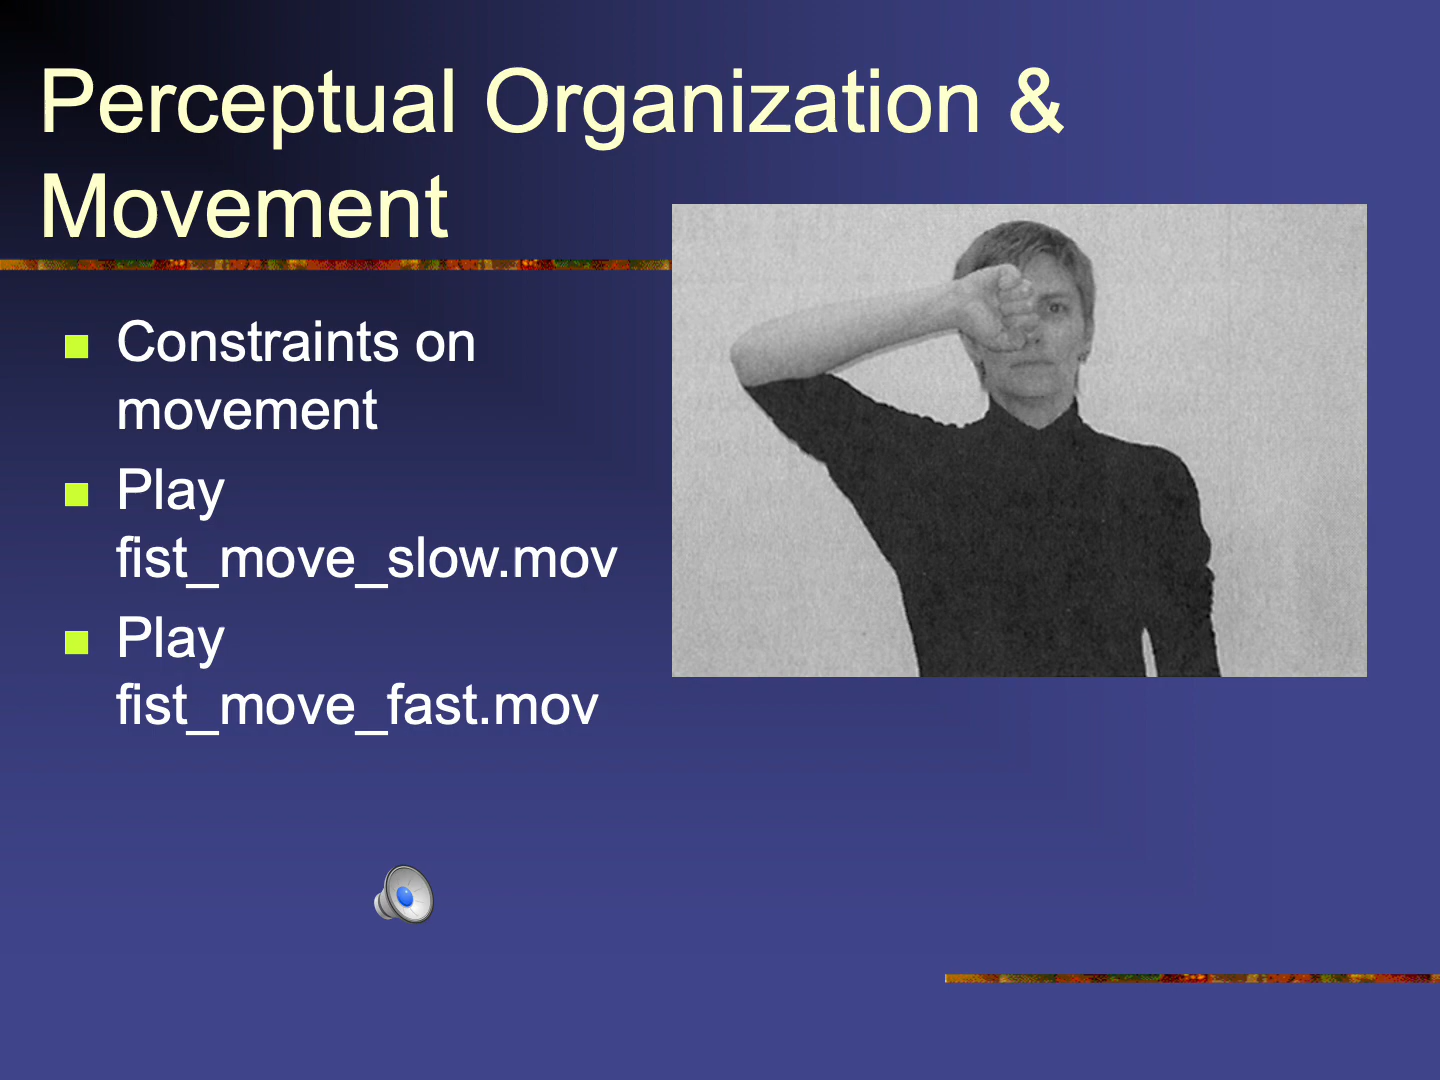 Perceptual Organization &
Movement
Constraints on
movement
Play
fist_move_slow.mov
Play
fist_move_fast.mov